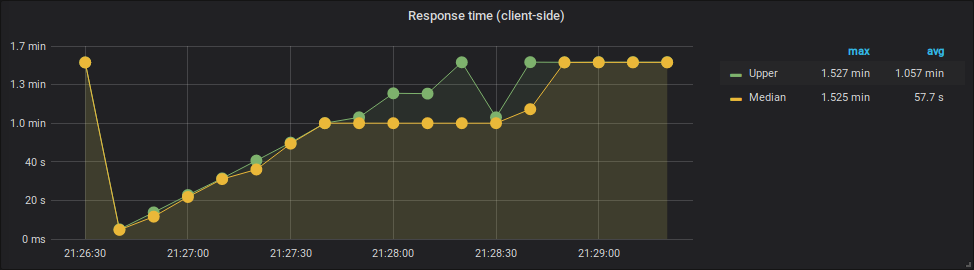 Response time (client-side)
1.7 min
1.3 min
1.0 min
40 s
20 s
0 ms
21:26:30 21:27:00 21:27:30 21:28:00 21:28:30 21:29:00
max avg
Upper 1.527 min 1.057 min
Median 1.525 min 57.7 s